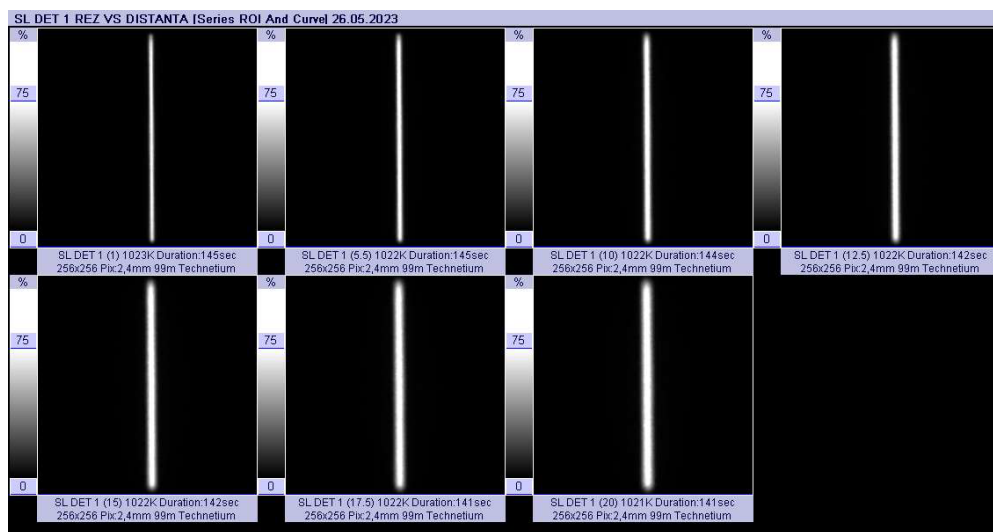 SL DET 1 REZ VS DISTANTA [Series ROI And Curve] 26.05.2023
% % % %
75 75 75 75
0 0 0 0
SL DET 1 (1) 1023K Duration:145sec
256x256 Pix:2,4mm 99m Technetium
SL DET 1 (5.5) 1022K Duration:145sec
256x256 Pix:2,4mm 99m Technetium
SL DET 1 (10) 1022K Duration:144sec
256x256 Pix:2,4mm 99m Technetium
SL DET 1 (12.5) 1022K Duration:142sec
256x256 Pix:2,4mm 99m Technetium
% % %
75 75 75
0 0 0
SL DET 1 (15) 1022K Duration:142sec
256x256 Pix:2,4mm 99m Technetium
SL DET 1 (17.5) 1022K Duration:141sec
256x256 Pix:2,4mm 99m Technetium
SL DET 1 (20) 1021K Duration:141sec
256x256 Pix:2,4mm 99m Technetium